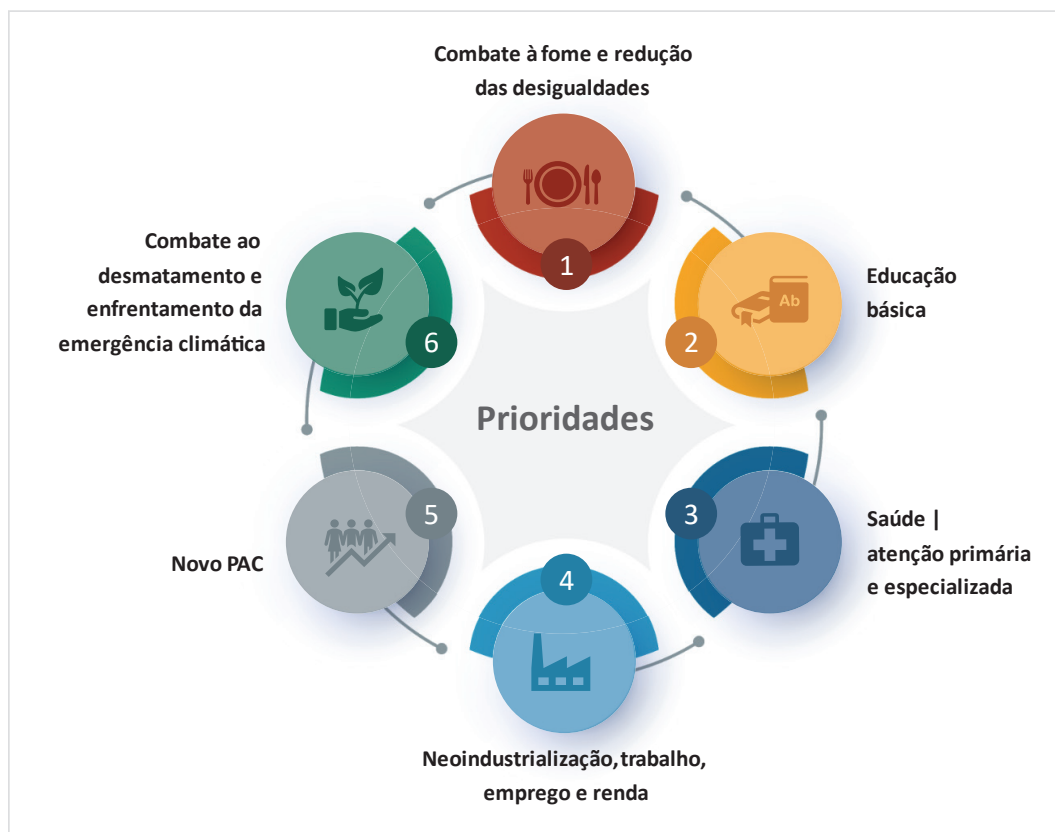 Combate à fome e redução
das desigualdades
1
Educação
básica
Ab
2
Saúde |
atenção primária
e especializada
3
4
Neoindustrialização, trabalho,
emprego e renda
5
Novo PAC
Combate ao
desmatamento e
enfrentamento da
emergência climática
6
Prioridades